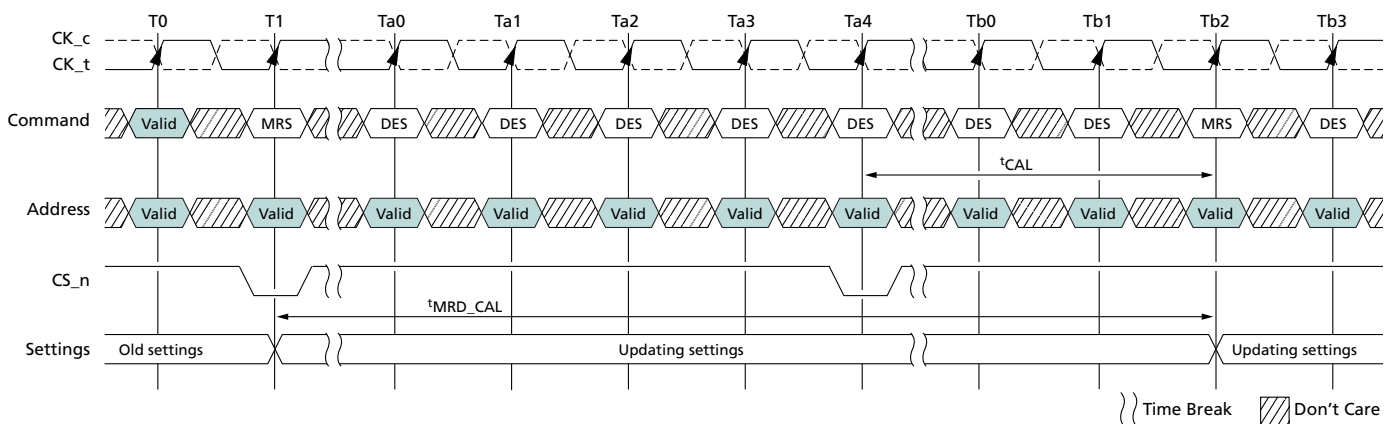 T0 T1 Ta0 Ta1 Ta2 Ta3 Ta4 Tb0 Tb1 Tb2 Tb3
CK_c
CK_t
Command Valid MRS DES DES DES DES DES DES DES MRS DES
tCAL
Address Valid Valid Valid Valid Valid Valid Valid Valid Valid Valid Valid
CS_n
tMRD_CAL
Settings Old settings Updating settings Updating settings
Time Break Don't Care